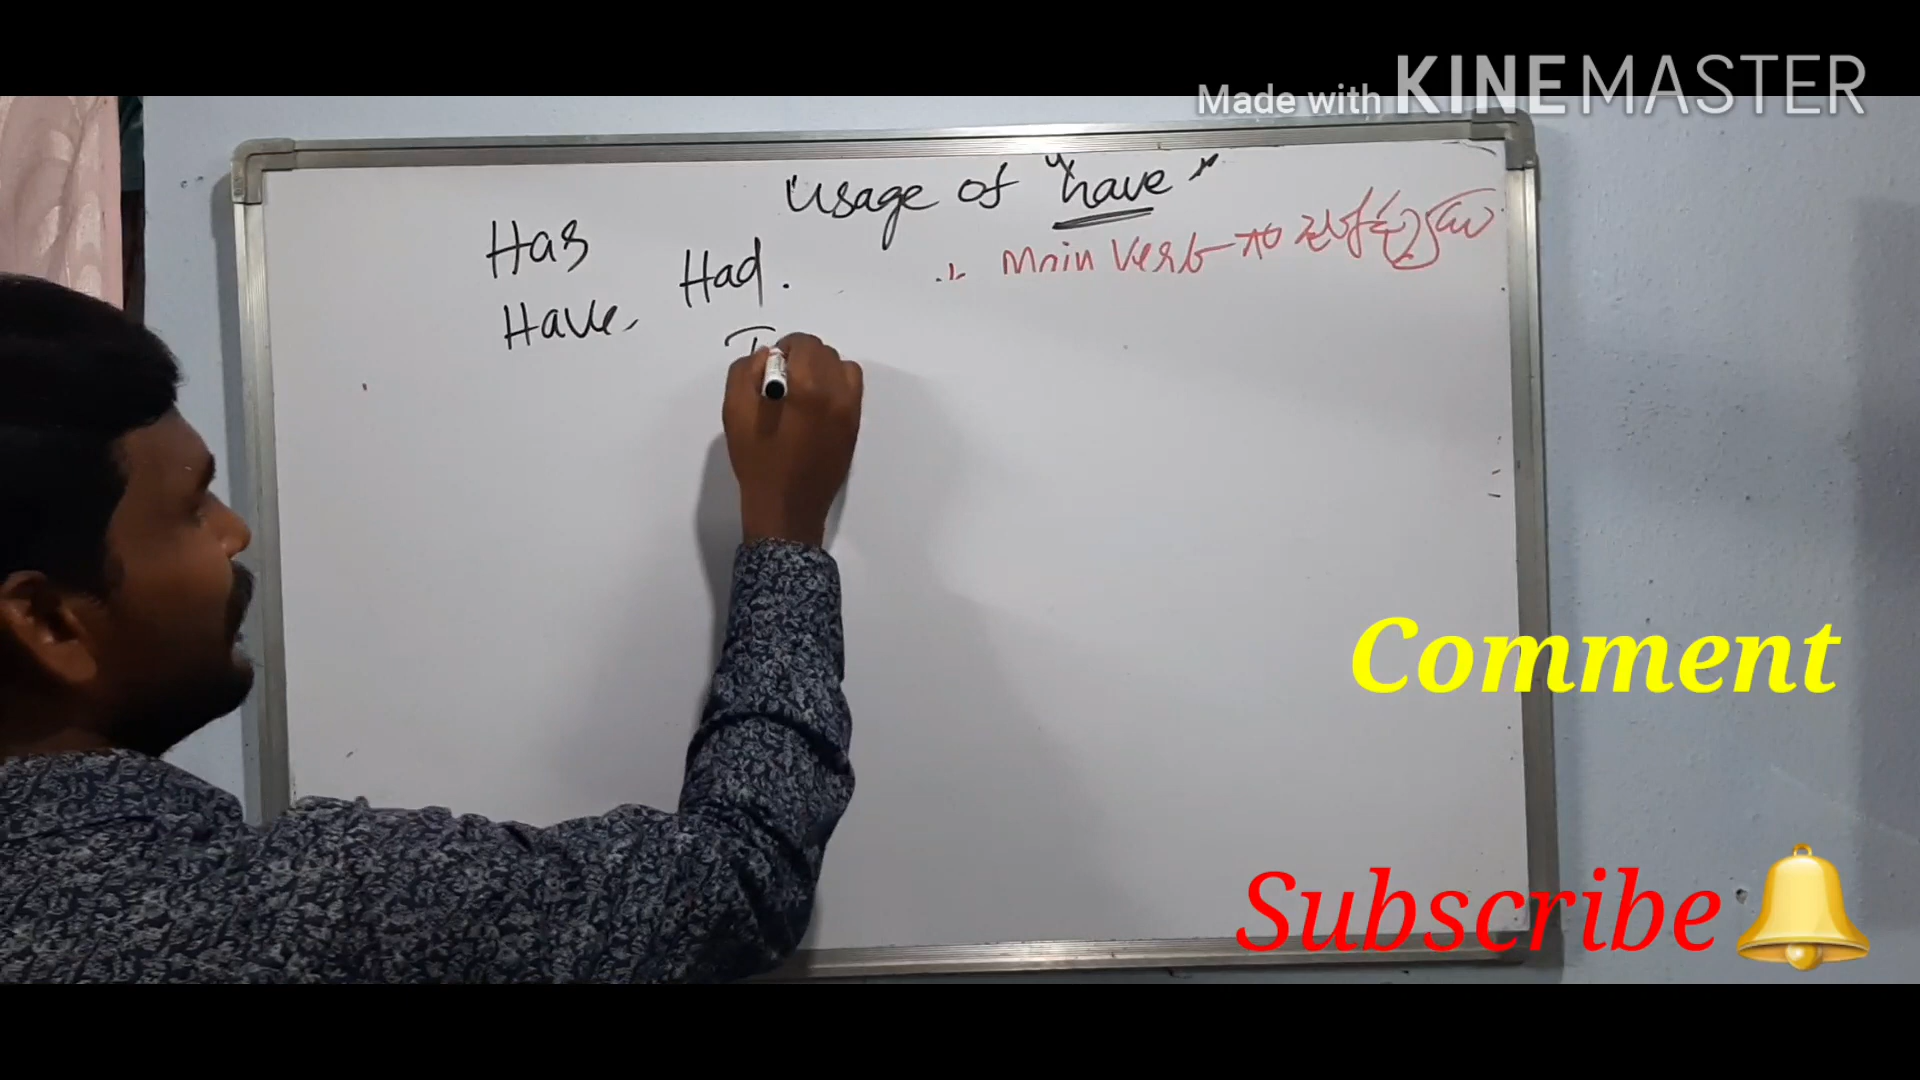 Made with KINEMASTER
"Usage of "have"
Has
Had.
∴ Main Verb
Have,
I
Comment
Subscribe